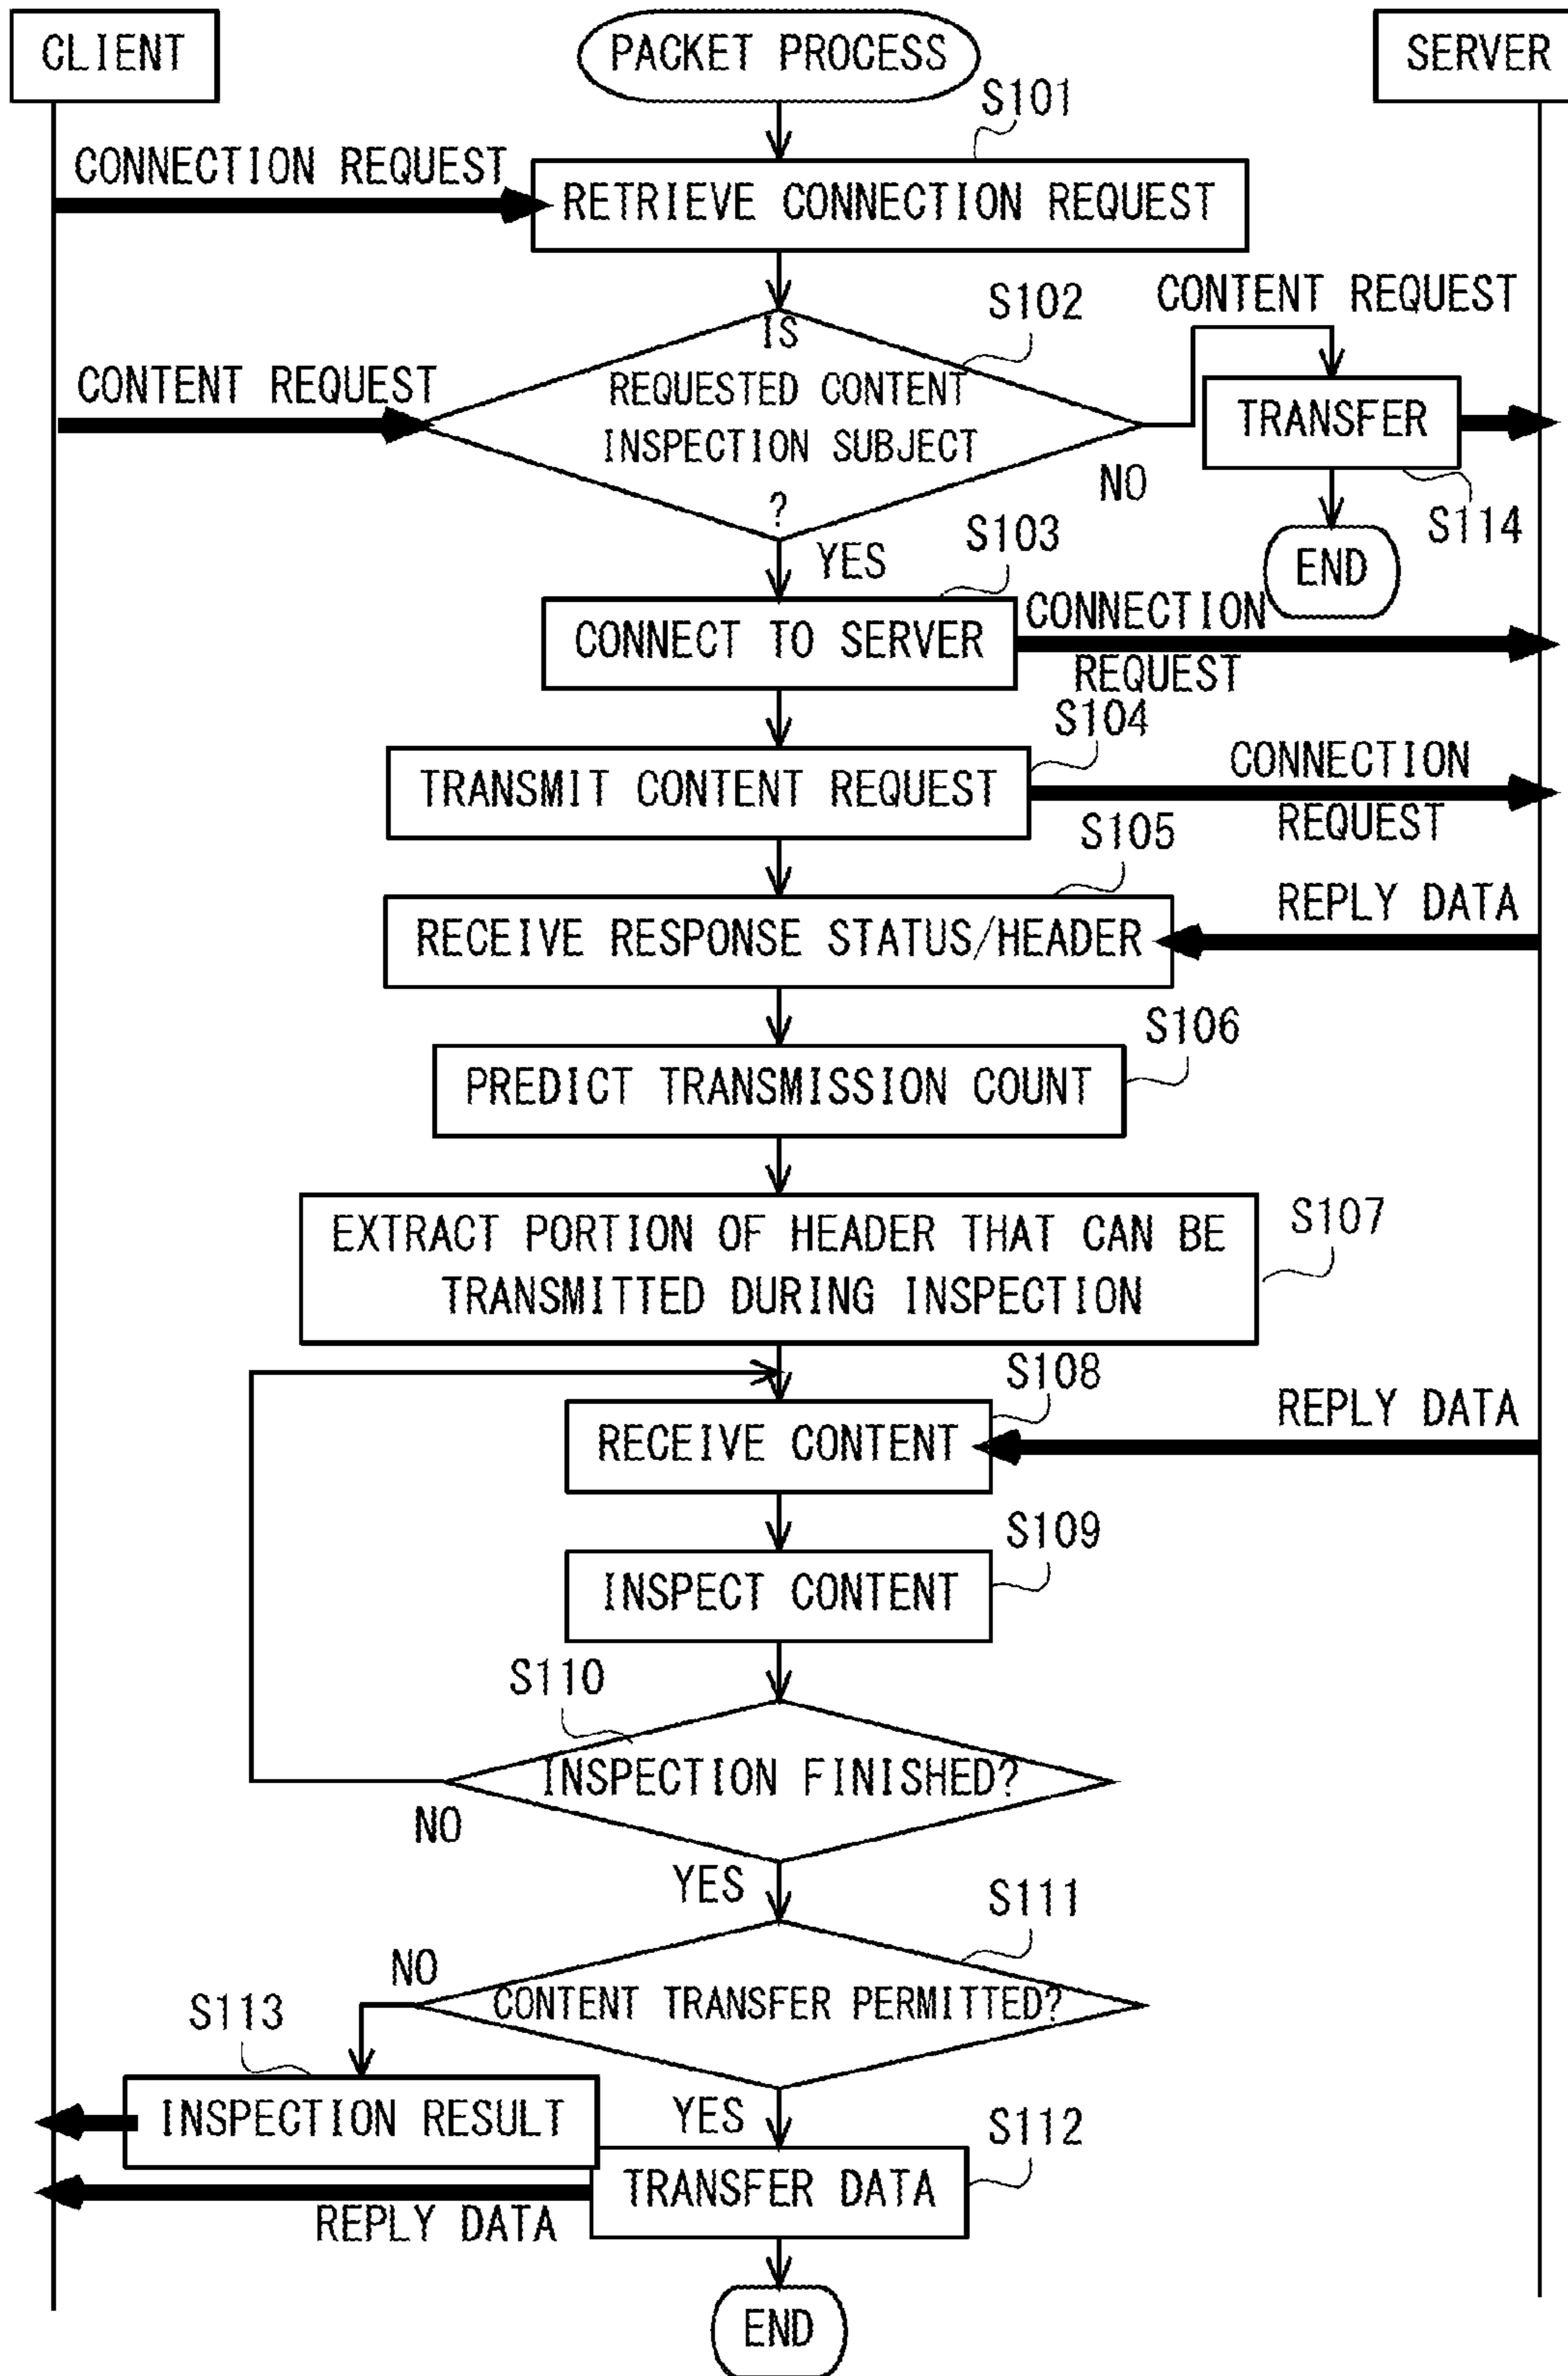 CLIENT
PACKET PROCESS
SERVER
S101
CONNECTION REQUEST
RETRIEVE CONNECTION REQUEST
S102
CONTENT REQUEST
IS
REQUESTED CONTENT
INSPECTION SUBJECT
?
CONTENT REQUEST
TRANSFER
NO
S114
END
YES
S103
CONNECT TO SERVER
CONNECTION
REQUEST
S104
TRANSMIT CONTENT REQUEST
CONNECTION
REQUEST
S105
RECEIVE RESPONSE STATUS/HEADER
REPLY DATA
S106
PREDICT TRANSMISSION COUNT
S107
EXTRACT PORTION OF HEADER THAT CAN BE
TRANSMITTED DURING INSPECTION
S108
RECEIVE CONTENT
REPLY DATA
S109
INSPECT CONTENT
S110
INSPECTION FINISHED?
NO
YES
S111
NO
CONTENT TRANSFER PERMITTED?
S113
INSPECTION RESULT
YES
S112
TRANSFER DATA
REPLY DATA
END